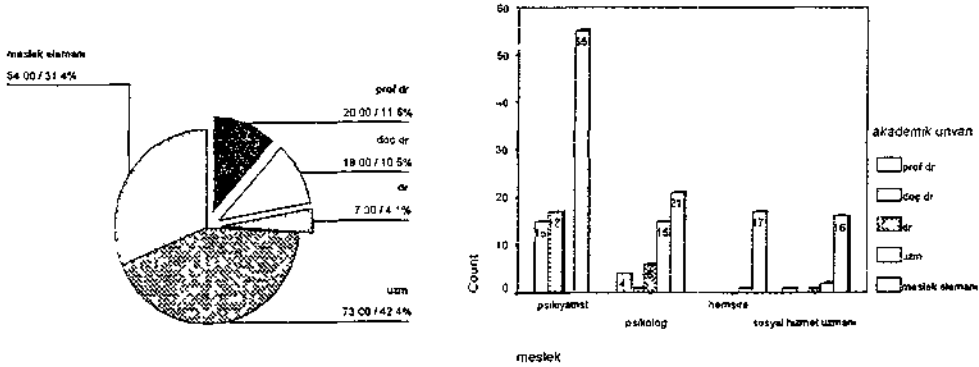 meslek elemanı
54.00 / 31.4%
prof dr
20.00 / 11.6%
doç dr
18.00 / 10.5%
dr
7.00 / 4.1%
uzm
73.00 / 42.4%
60
50
40
30
20
10
0
Count
15
17
55
4
6
15
21
17
16
psikiyatrist
psikolog
hemşire
sosyal hizmet uzmanı
meslek
akademik unvan
prof dr
doç dr
dr
uzm
meslek elemanı